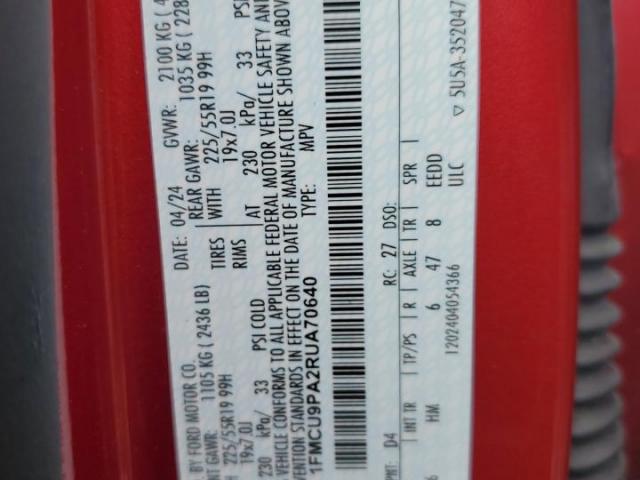 BY FORD MOTOR CO. 04/24 GVWR: 2100 KG
GAWR: 1105 KG ( 2436 LB) REAR GAWR: 1035 KG
225/55R19 99H TIRES WITH 225/55R19 99H
19x7.0J RIMS 19x7.0J
230 kPa/ 33 PSI COLD AT 230 kPa/ 33 PSI
VEHICLE CONFORMS TO ALL APPLICABLE FEDERAL MOTOR VEHICLE SAFETY AND
STANDARDS IN EFFECT ON THE DATE OF MANUFACTURE SHOWN ABOVE
1FMCU9PA2RUA70640 TYPE: MPV
D4 RC: 27 DSO:
INT TR TP/PS R AXLE TR SPR
HM 6 47 8 EEDD
1202404054366 ULC
▽ 5U5A-352047